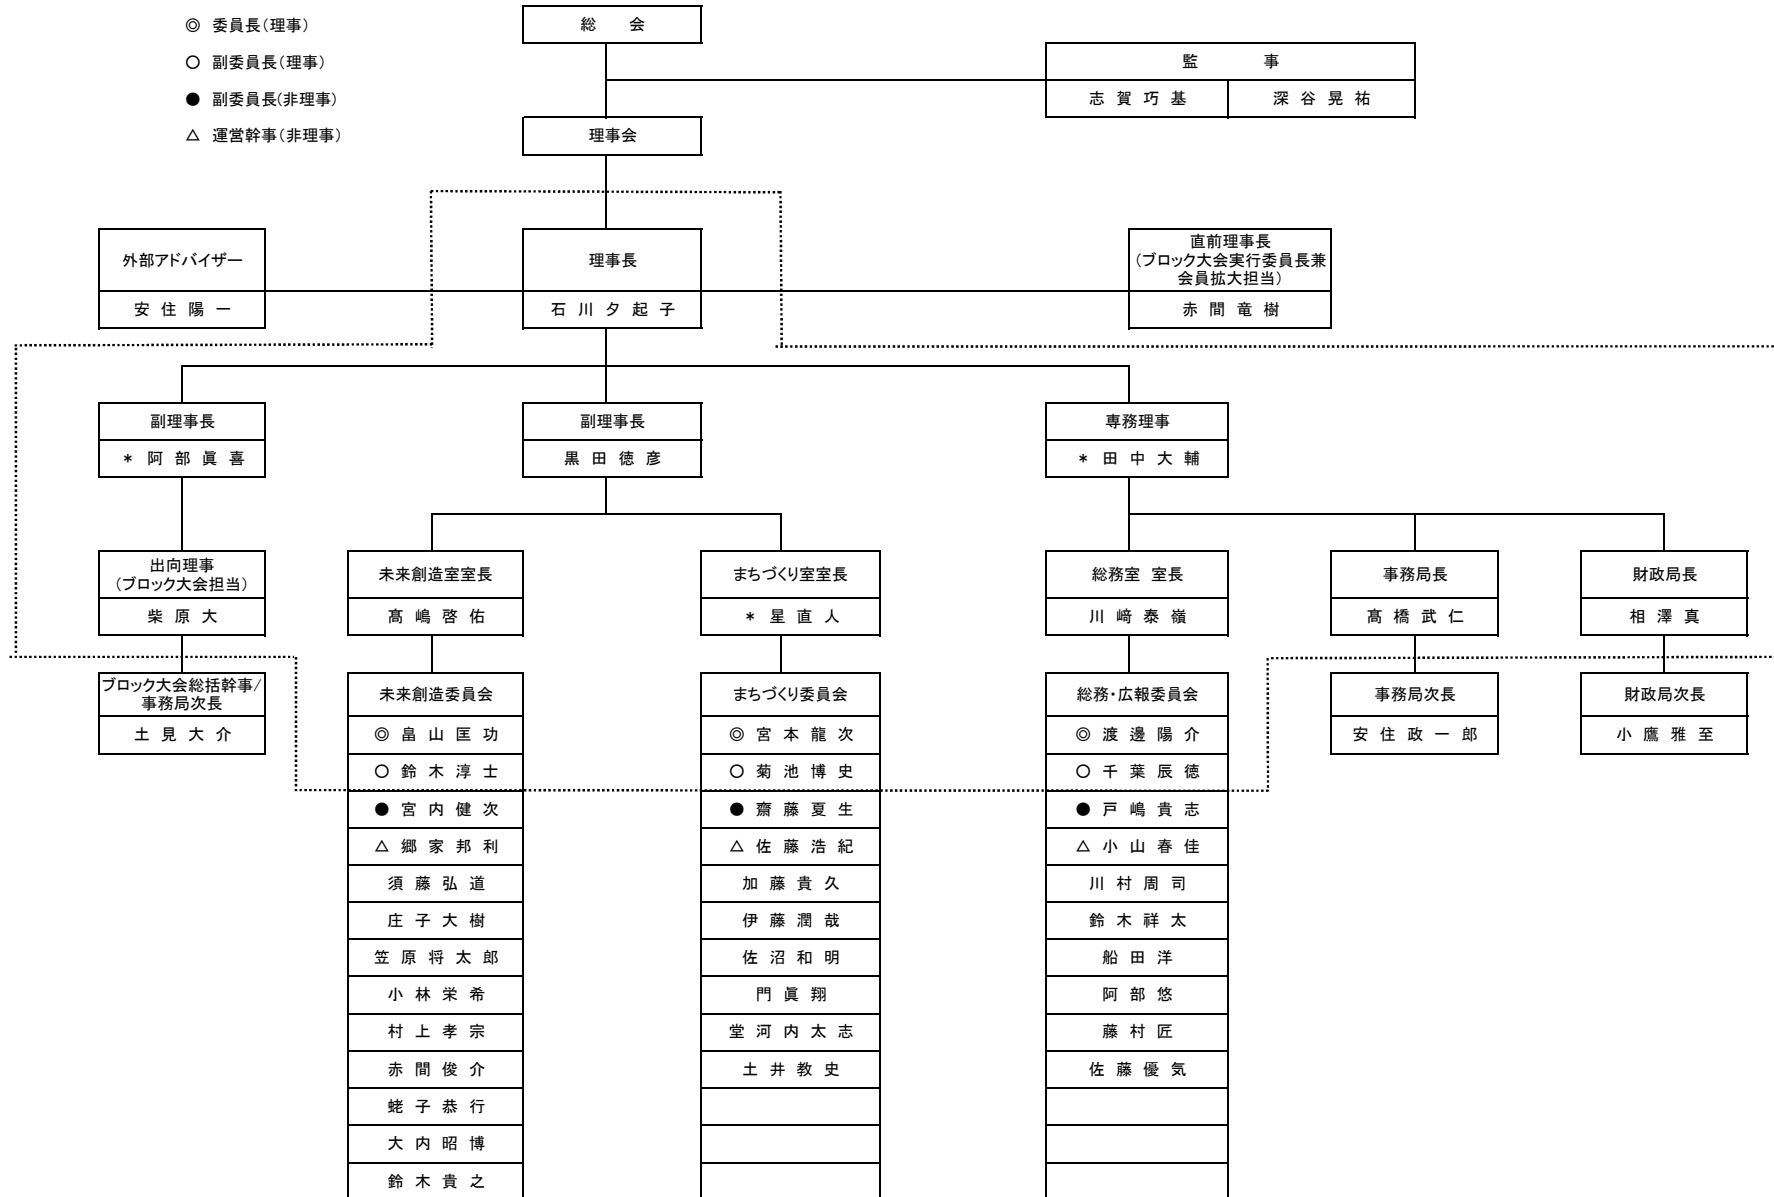 ◎ 委員長(理事)
○ 副委員長(理事)
● 副委員長(非理事)
△ 運営幹事(非理事)
総 会
監 事
志賀巧基 深谷晃祐
理事会
外部アドバイザー
安住陽一
理事長
石川夕起子
直前理事長
(ブロック大会実行委員長兼
会員拡大担当)
赤間竜樹
副理事長
* 阿部眞喜
副理事長
黒田徳彦
専務理事
* 田中大輔
出向理事
(ブロック大会担当)
柴原大
未来創造室室長
髙嶋啓佑
まちづくり室室長
* 星直人
総務室 室長
川﨑泰嶺
事務局長
髙橋武仁
財政局長
相澤真
ブロック大会総括幹事/
事務局次長
土見大介
未来創造委員会
◎ 畠山匡功
○ 鈴木淳士
● 宮内健次
△ 郷家邦利
須藤弘道
庄子大樹
笠原将太郎
小林栄希
村上孝宗
赤間俊介
蛯子恭行
大内昭博
鈴木貴之
まちづくり委員会
◎ 宮本龍次
○ 菊池博史
● 齋藤夏生
△ 佐藤浩紀
加藤貴久
伊藤潤哉
佐沼和明
門眞翔
堂河内太志
土井教史
総務・広報委員会
◎ 渡邊陽介
○ 千葉辰徳
● 戸嶋貴志
△ 小山春佳
川村周司
鈴木祥太
船田洋
阿部悠
藤村匠
佐藤優気
事務局次長
安住政一郎
財政局次長
小鷹雅至